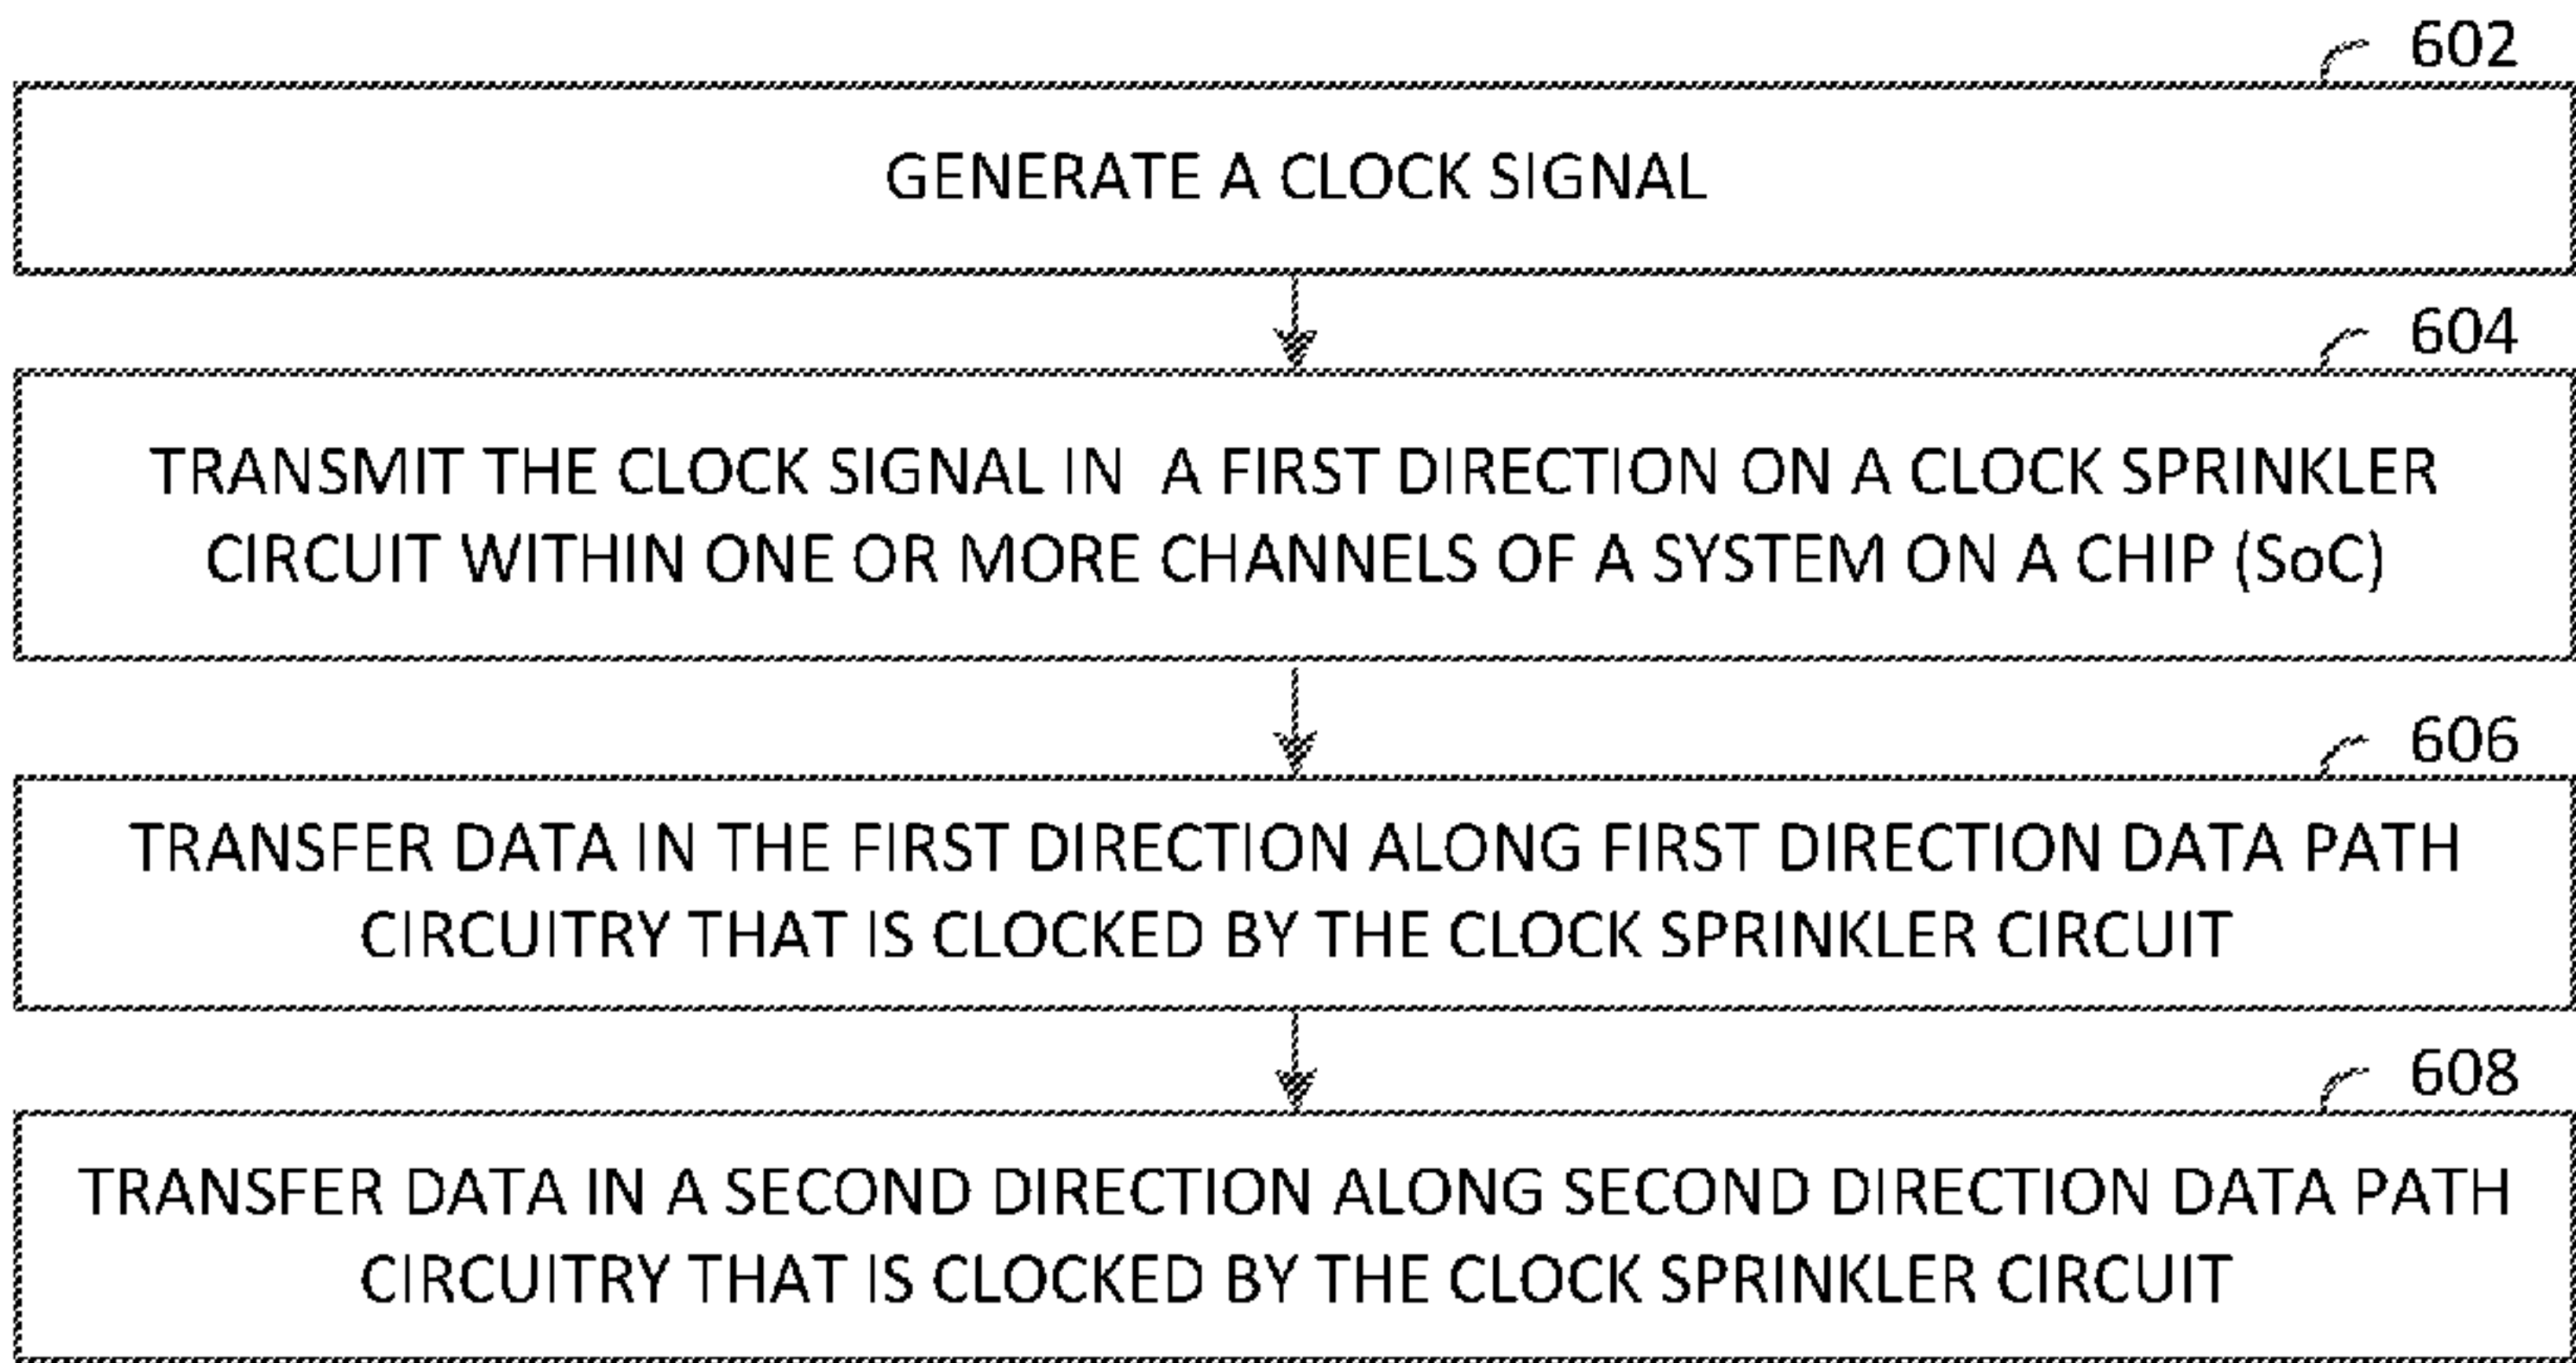 602
GENERATE A CLOCK SIGNAL
604
TRANSMIT THE CLOCK SIGNAL IN A FIRST DIRECTION ON A CLOCK SPRINKLER
CIRCUIT WITHIN ONE OR MORE CHANNELS OF A SYSTEM ON A CHIP (SoC)
606
TRANSFER DATA IN THE FIRST DIRECTION ALONG FIRST DIRECTION DATA PATH
CIRCUITRY THAT IS CLOCKED BY THE CLOCK SPRINKLER CIRCUIT
608
TRANSFER DATA IN A SECOND DIRECTION ALONG SECOND DIRECTION DATA PATH
CIRCUITRY THAT IS CLOCKED BY THE CLOCK SPRINKLER CIRCUIT